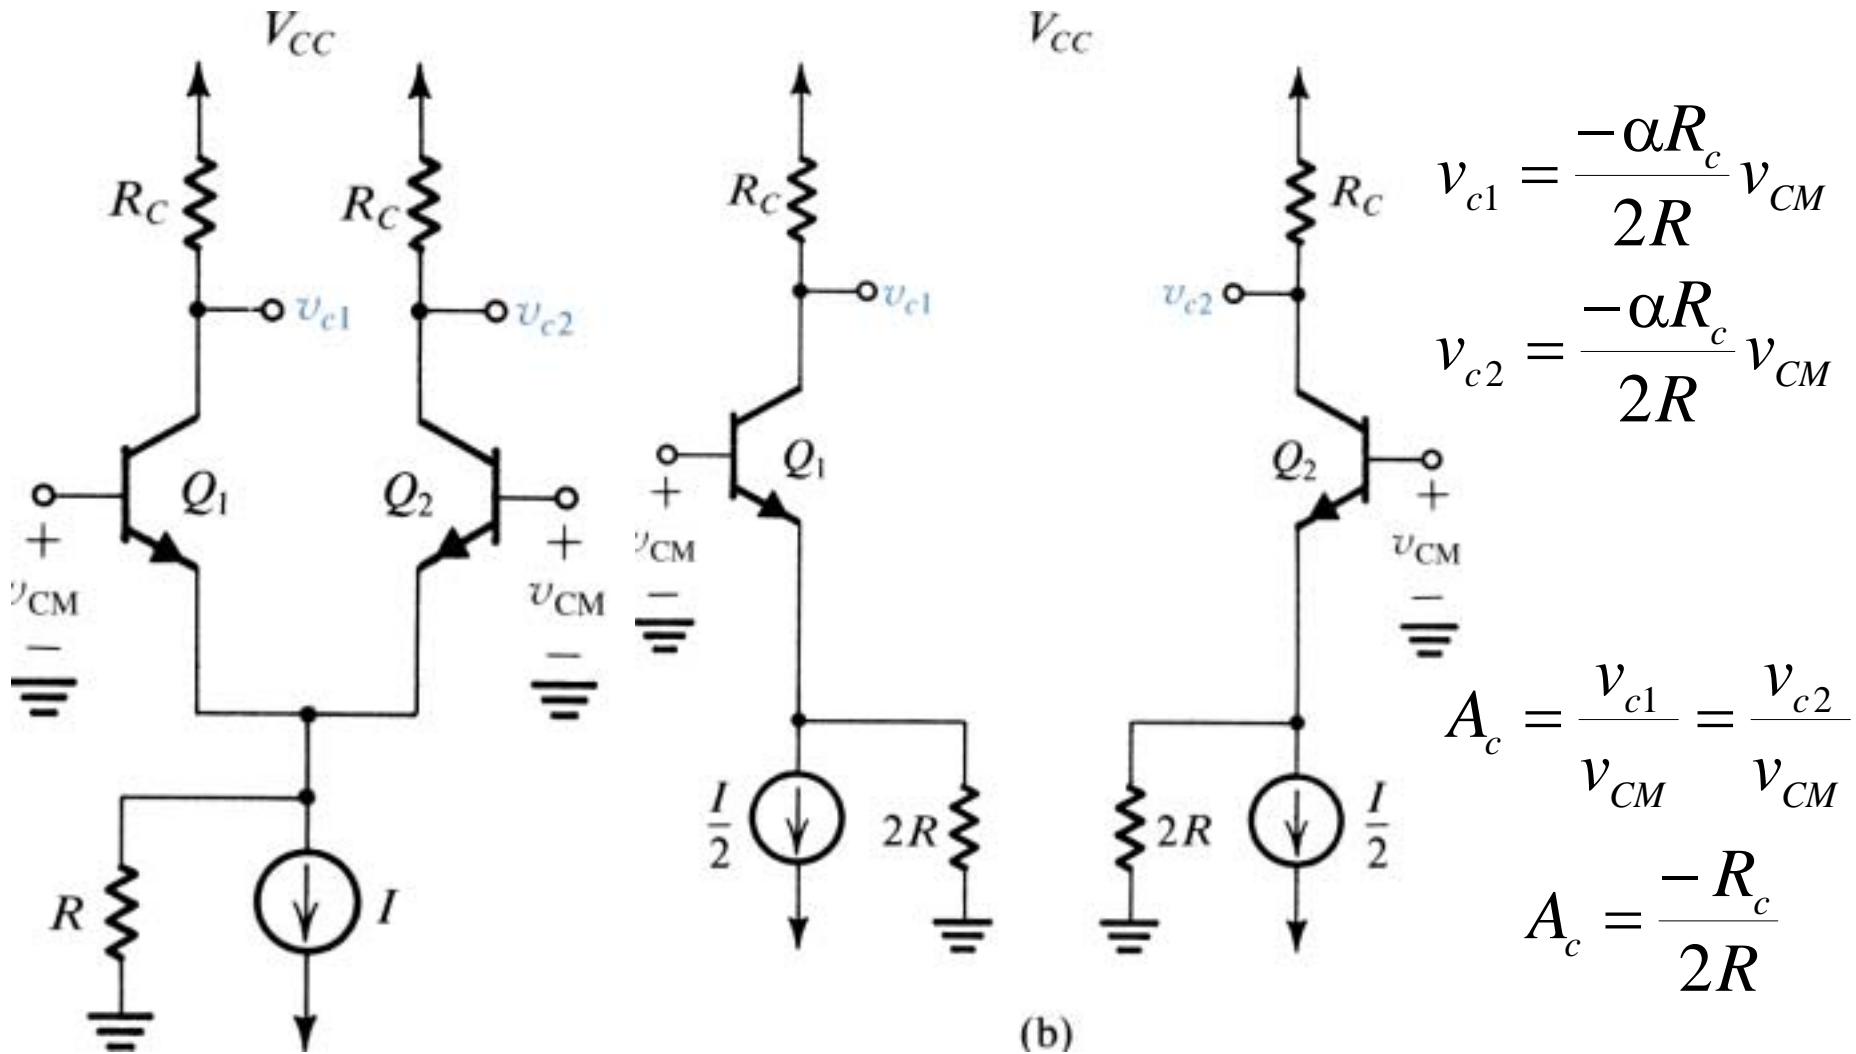 V_CC
R_C
R_C
v_c1
v_c2
Q_1
Q_2
+
v_CM
−
+
v_CM
−
R
I
V_CC
R_C
R_C
v_c1
v_c2
Q_1
Q_2
+
v_CM
−
+
v_CM
−
I/2
2R
2R
I/2
(b)
v_c1 = −αR_c / 2R v_CM
v_c2 = −αR_c / 2R v_CM
A_c = v_c1 / v_CM = v_c2 / v_CM
A_c = −R_c / 2R